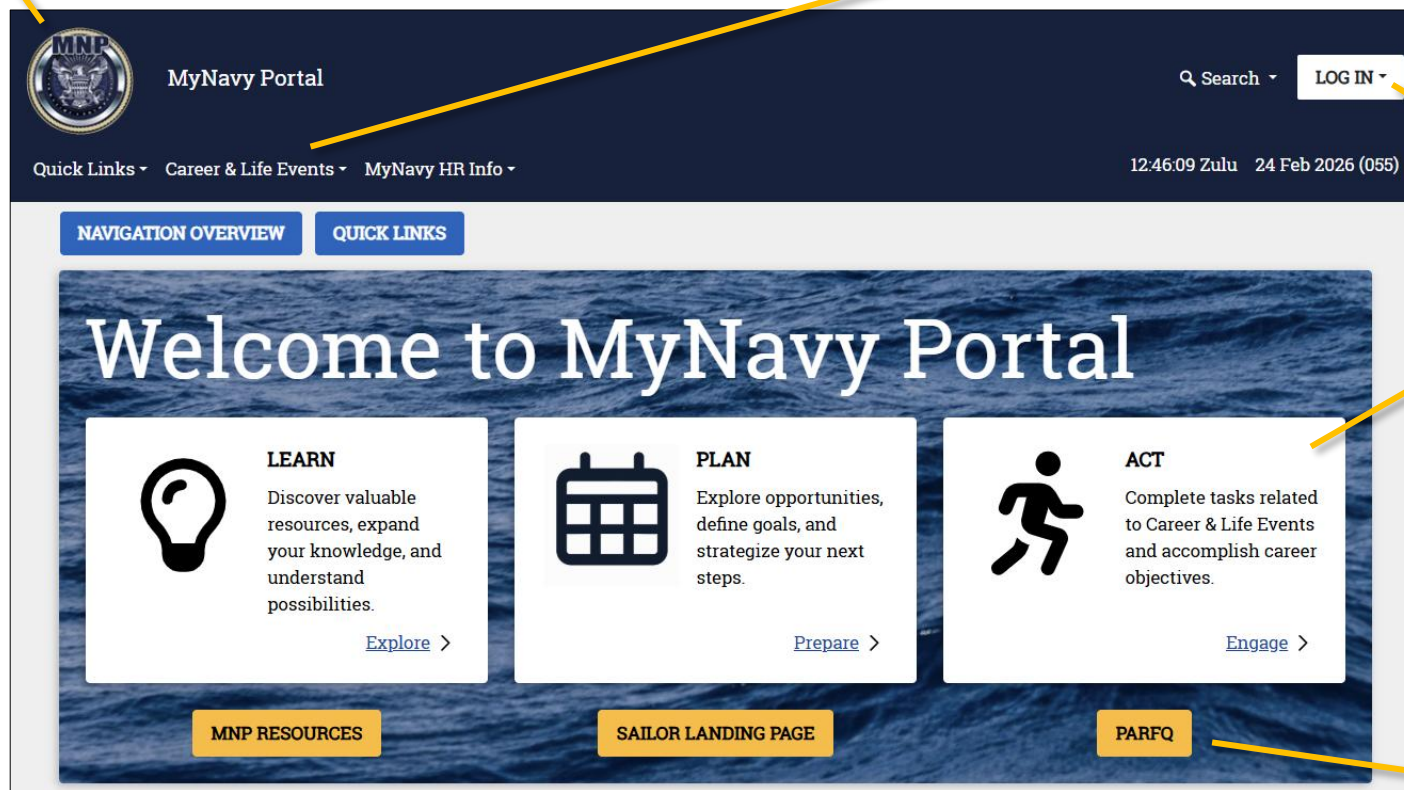 MNP
MyNavy Portal
Search
LOG IN
Quick Links
Career & Life Events
MyNavy HR Info
12:46:09 Zulu 24 Feb 2026 (055)
NAVIGATION OVERVIEW
QUICK LINKS
Welcome to MyNavy Portal
LEARN
Discover valuable
resources, expand
your knowledge, and
understand
possibilities.
Explore >
PLAN
Explore opportunities,
define goals, and
strategize your next
steps.
Prepare >
ACT
Complete tasks related
to Career & Life Events
and accomplish career
objectives.
Engage >
MNP RESOURCES
SAILOR LANDING PAGE
PARFQ